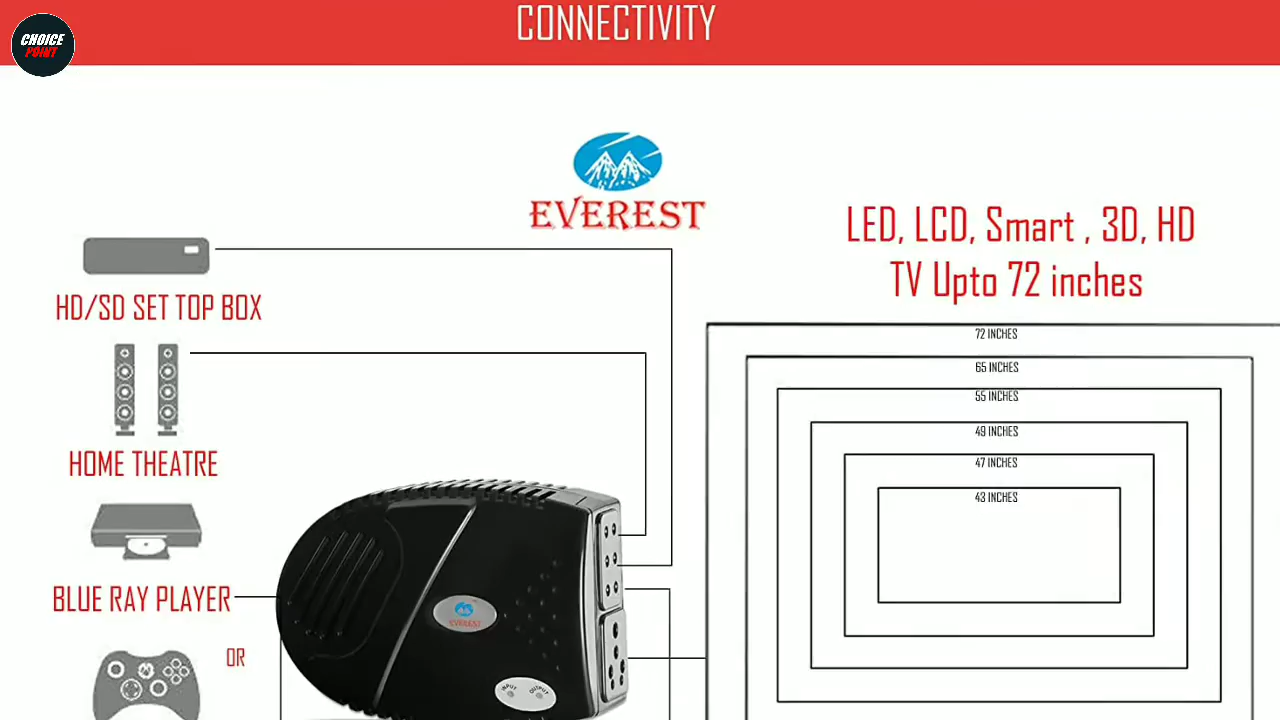 CONNECTIVITY
CHOICE
POINT
EVEREST
LED, LCD, Smart , 3D, HD
TV Upto 72 inches
HD/SD SET TOP BOX
HOME THEATRE
BLUE RAY PLAYER
OR
72 INCHES
65 INCHES
55 INCHES
49 INCHES
47 INCHES
43 INCHES
EVEREST
INPUT
OUTPUT